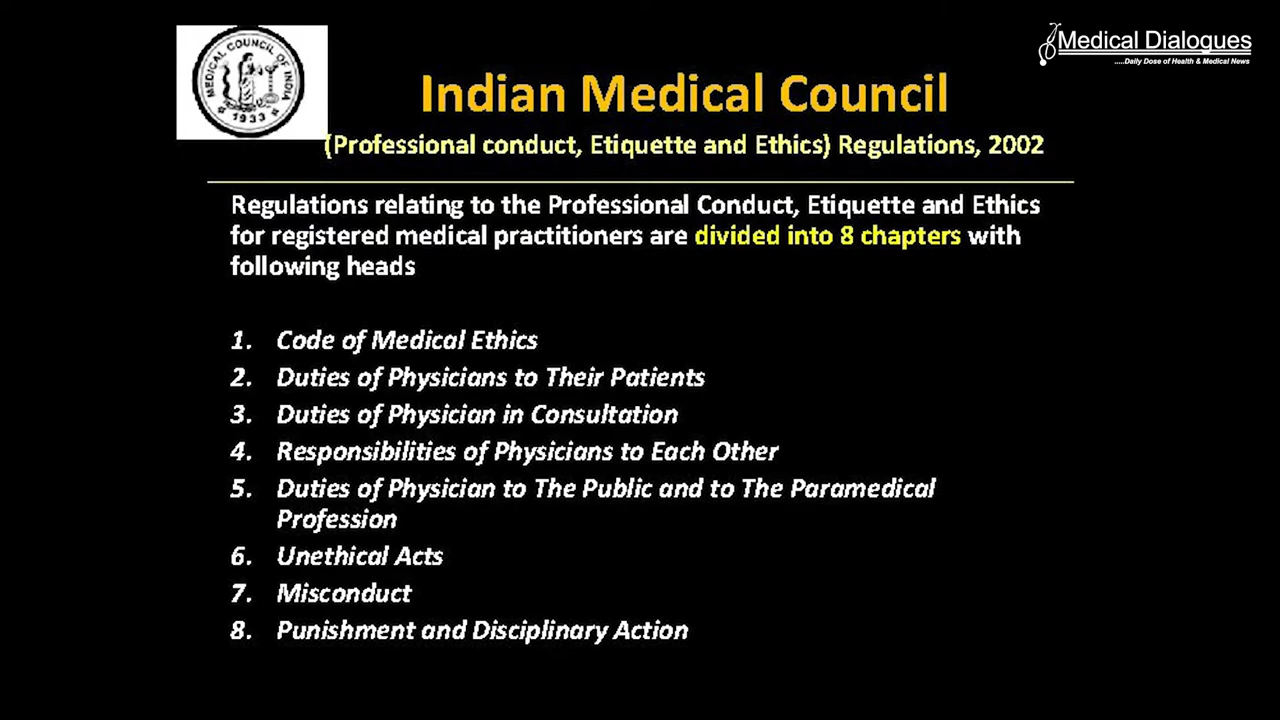 MEDICAL COUNCIL OF INDIA
1933
Medical Dialogues
.....Daily Dose of Health & Medical News
Indian Medical Council
(Professional conduct, Etiquette and Ethics) Regulations, 2002
Regulations relating to the Professional Conduct, Etiquette and Ethics
for registered medical practitioners are divided into 8 chapters with
following heads
1. Code of Medical Ethics
2. Duties of Physicians to Their Patients
3. Duties of Physician in Consultation
4. Responsibilities of Physicians to Each Other
5. Duties of Physician to The Public and to The Paramedical
Profession
6. Unethical Acts
7. Misconduct
8. Punishment and Disciplinary Action